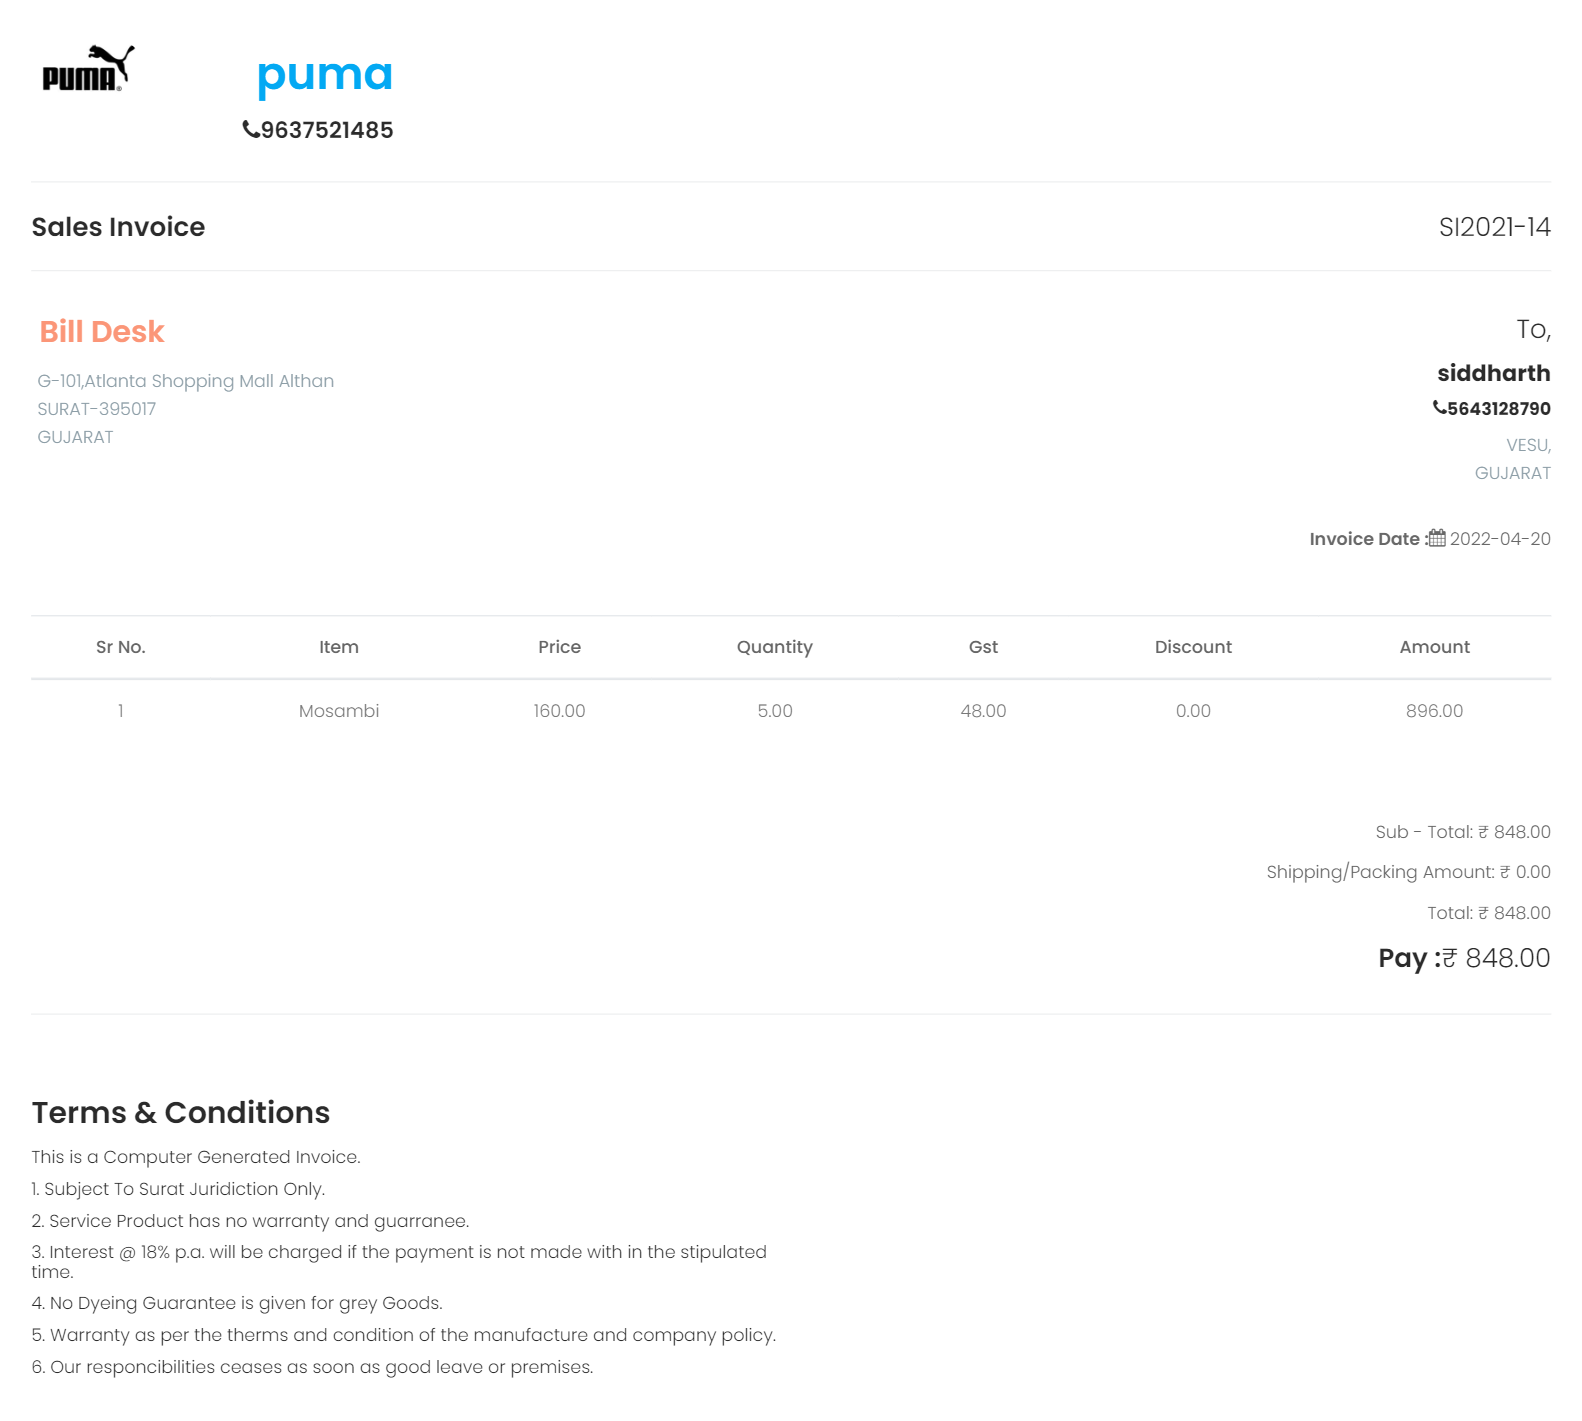 PUMA®
puma
9637521485
Sales Invoice
SI2021-14
Bill Desk
G-101,Atlanta Shopping Mall Althan
SURAT-395017
GUJARAT
To,
siddharth
5643128790
VESU,
GUJARAT
Invoice Date : 2022-04-20
Sr No. Item Price Quantity Gst Discount Amount
1 Mosambi 160.00 5.00 48.00 0.00 896.00
Sub - Total: ₹ 848.00
Shipping/Packing Amount: ₹ 0.00
Total: ₹ 848.00
Pay :₹ 848.00
Terms & Conditions
This is a Computer Generated Invoice.
1. Subject To Surat Juridiction Only.
2. Service Product has no warranty and guarranee.
3. Interest @ 18% p.a. will be charged if the payment is not made with in the stipulated
time.
4. No Dyeing Guarantee is given for grey Goods.
5. Warranty as per the therms and condition of the manufacture and company policy.
6. Our responcibilities ceases as soon as good leave or premises.